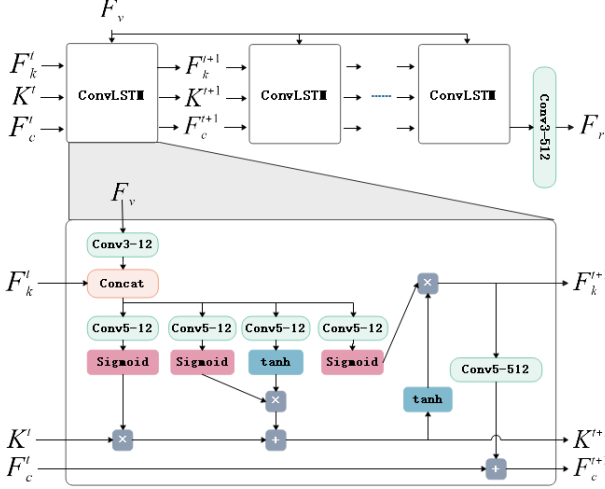 F_v
F_k^t F_k^{t+1}
K^t ConvLSTM K^{t+1} ConvLSTM ConvLSTM
F_c^t F_c^{t+1} Conv3-512 F_r
F_v
Conv3-12
F_k^t Concat × F_k^{t+
Conv5-12 Conv5-12 Conv5-12 Conv5-12
Sigmoid Sigmoid tanh Sigmoid Conv5-512
× tanh
K^t × + K^{t+
F_c^t + F_c^{t+1